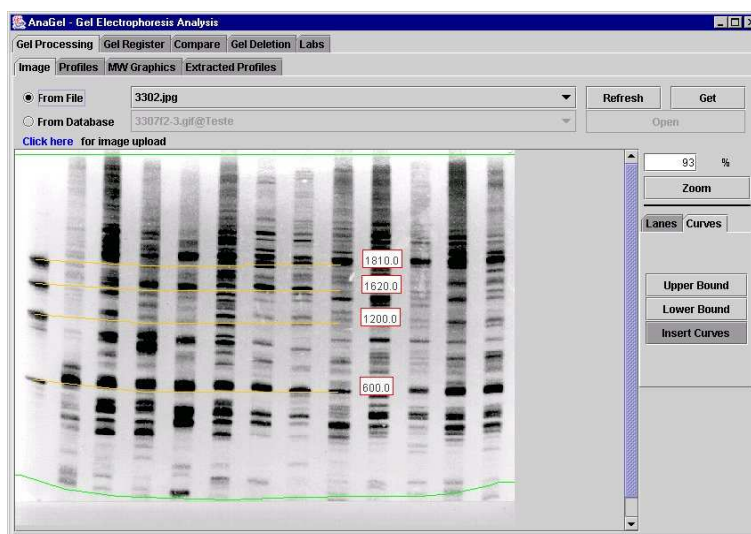 AnaGel - Gel Electrophoresis Analysis
Gel Processing Gel Register Compare Gel Deletion Labs
Image Profiles MW Graphics Extracted Profiles
From File 3302.jpg Refresh Get
From Database 3307f2-3.gif@Teste Open
Click here for image upload
93 %
Zoom
Lanes Curves
1810.0
1620.0
Upper Bound
Lower Bound
1200.0
Insert Curves
600.0